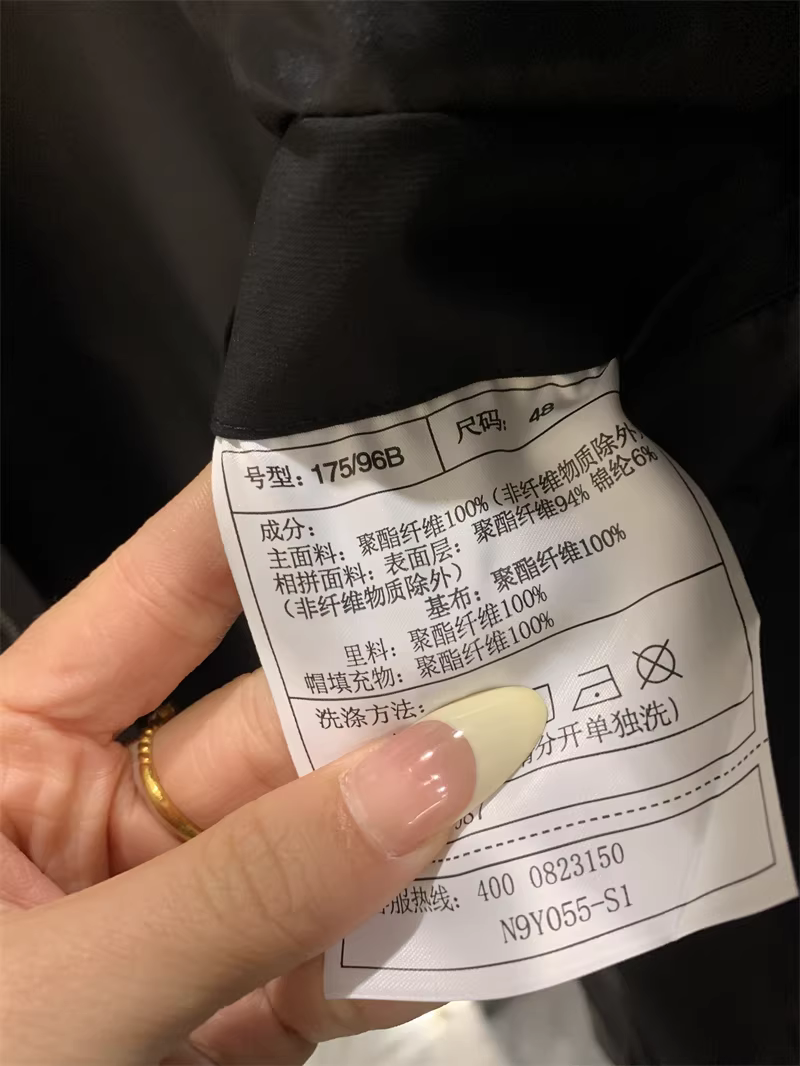 号型: 175/96B
尺码: 48
成分:
主面料: 聚酯纤维100% (非纤维物质除外)
相拼面料: 表面层: 聚酯纤维94% 锦纶6%
(非纤维物质除外)
基布: 聚酯纤维100%
里料: 聚酯纤维100%
帽填充物: 聚酯纤维100%
洗涤方法:
分开单独洗)
服热线: 400 0823150
N9Y055-S1